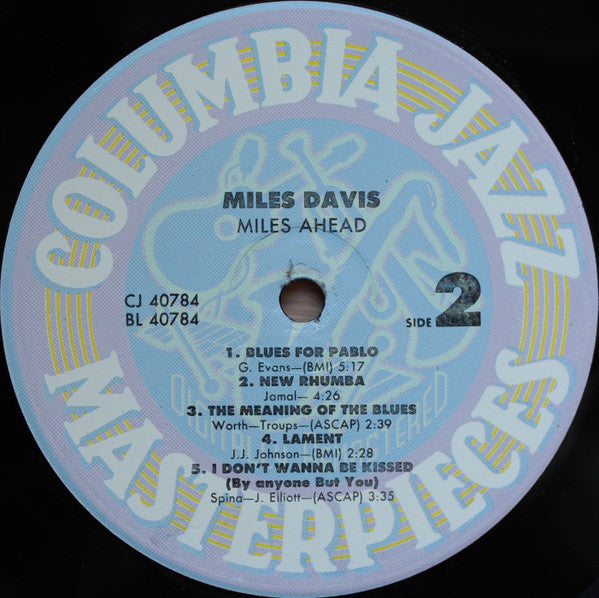 COLUMBIA JAZZ
MILES DAVIS
MILES AHEAD
CJ 40784
BL 40784
SIDE 2
1. BLUES FOR PABLO
G. Evans—(BMI) 5:17
2. NEW RHUMBA
Jamal— 4:26
3. THE MEANING OF THE BLUES
Worth—Troups—(ASCAP) 2:39
4. LAMENT
J.J. Johnson—(BMI) 2:28
5. I DON'T WANNA BE KISSED
(By anyone But You)
Spina—J. Elliott—(ASCAP) 3:35
MASTERPIECES